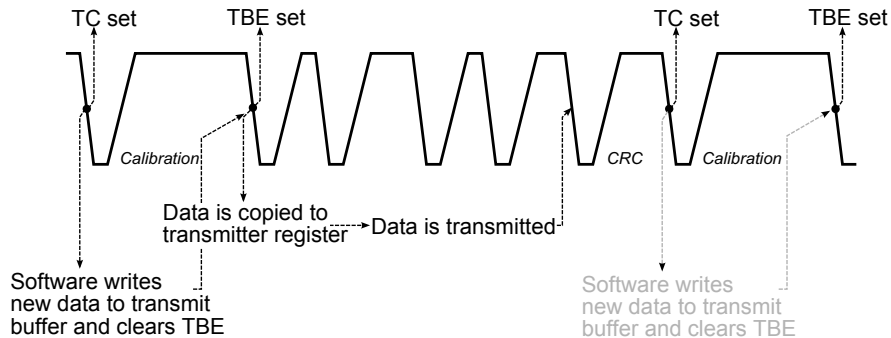 TC set
TBE set
TC set
TBE set
Calibration
CRC
Calibration
Data is copied to
transmitter register
Data is transmitted
Software writes
new data to transmit
buffer and clears TBE
Software writes
new data to transmit
buffer and clears TBE